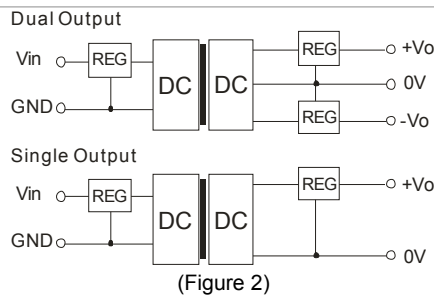 Dual Output
Vin REG REG +Vo
DC DC 0V
GND REG -Vo
Single Output
Vin REG REG +Vo
DC DC
GND 0V
(Figure 2)